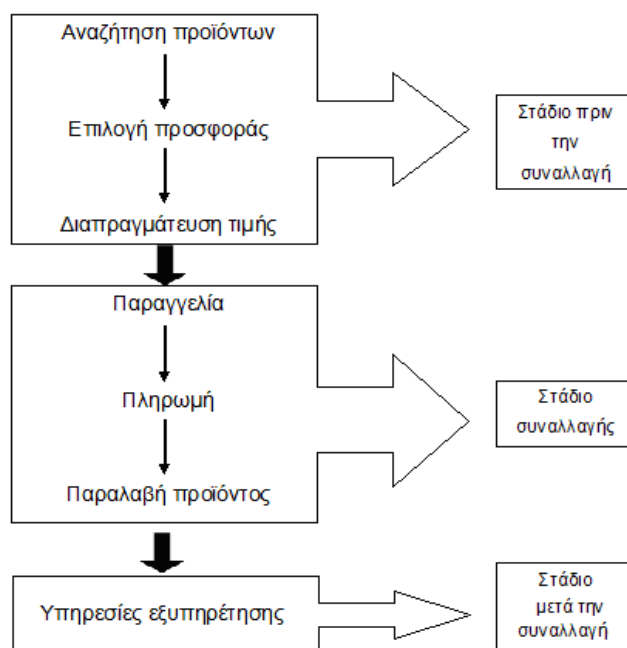 Αναζήτηση προϊόντων
Επιλογή προσφοράς
Διαπραγμάτευση τιμής
Στάδιο πριν
την
συναλλαγή
Παραγγελία
Πληρωμή
Παραλαβή προϊόντος
Στάδιο
συναλλαγής
Υπηρεσίες εξυπηρέτησης
Στάδιο
μετά την
συναλλαγή